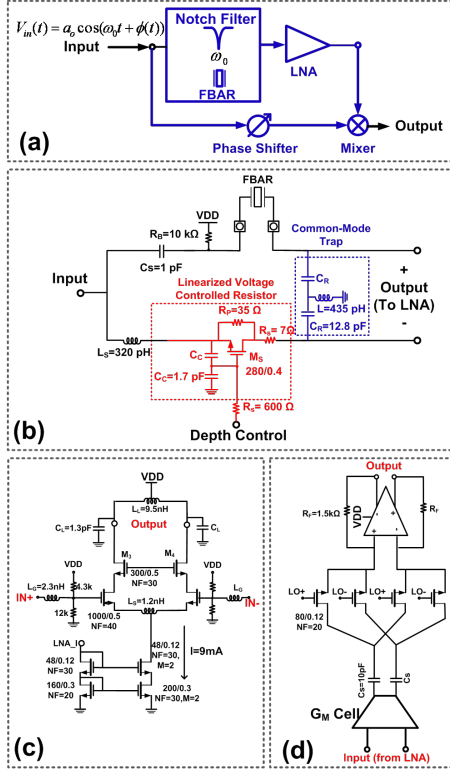 V_in(t) = a_o cos(ω_0 t + ϕ(t))
Input
Notch Filter
ω_0
FBAR
LNA
Phase Shifter
Mixer
Output
(a)
FBAR
VDD
R_B=10 kΩ
Cs=1 pF
Common-Mode
Trap
Input
C_R
L=435 pH
C_R=12.8 pF
+
Output
(To LNA)
-
Linearized Voltage
Controlled Resistor
R_P=35 Ω
R_s=7Ω
L_S=320 pH
C_C
M_S
280/0.4
C_C=1.7 pF
R_s=600 Ω
Depth Control
(b)
VDD
L_L=9.5nH
Output
C_L=1.3pF
C_L
M_3
M_4
300/0.5
NF=30
VDD
VDD
L_G=2.3nH
4.3k
L_S=1.2nH
L_G
IN+
IN-
12k
1000/0.5
NF=40
LNA_IO
48/0.12
NF=30
48/0.12
NF=30,
M=2
I=9mA
160/0.3
NF=20
200/0.3
NF=30,M=2
(c)
Output
R_F=1.5kΩ
VDD
R_F
-
-
+
+
LO+
LO-
LO+
LO-
80/0.12
NF=20
Cs=10pF
Cs
G_M Cell
Input (from LNA)
(d)